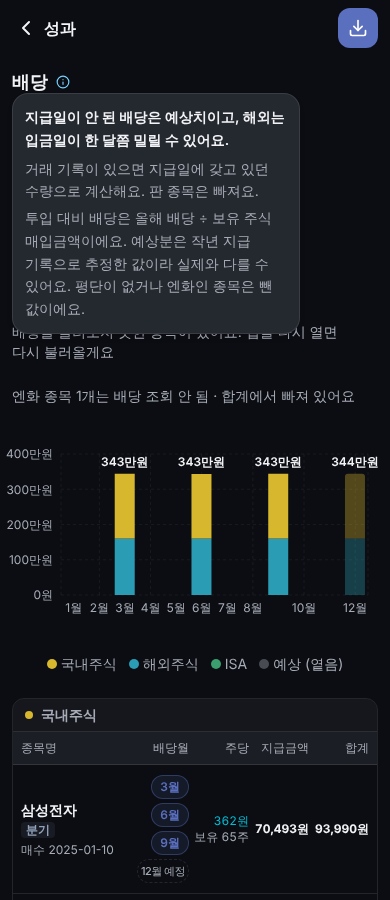 성과
배당
지급일이 안 된 배당은 예상치이고, 해외는
입금일이 한 달쯤 밀릴 수 있어요.
거래 기록이 있으면 지급일에 갖고 있던
수량으로 계산해요. 판 종목은 빠져요.
투입 대비 배당은 올해 배당 ÷ 보유 주식
매입금액이에요. 예상분은 작년 지급
기록으로 추정한 값이라 실제와 다를 수
있어요. 평단이 없거나 엔화인 종목은 뺀
값이에요.
다시 열면
다시 불러올게요
엔화 종목 1개는 배당 조회 안 됨 · 합계에서 빠져 있어요
400만원
300만원
200만원
100만원
0원
343만원 343만원 343만원 344만원
1월 2월 3월 4월 5월 6월 7월 8월 10월 12월
국내주식 해외주식 ISA 예상 (옅음)
국내주식
종목명 배당월 주당 지급금액 합계
삼성전자
분기
매수 2025-01-10
3월
6월
9월
12월 예정
362원
보유 65주
70,493원 93,990원